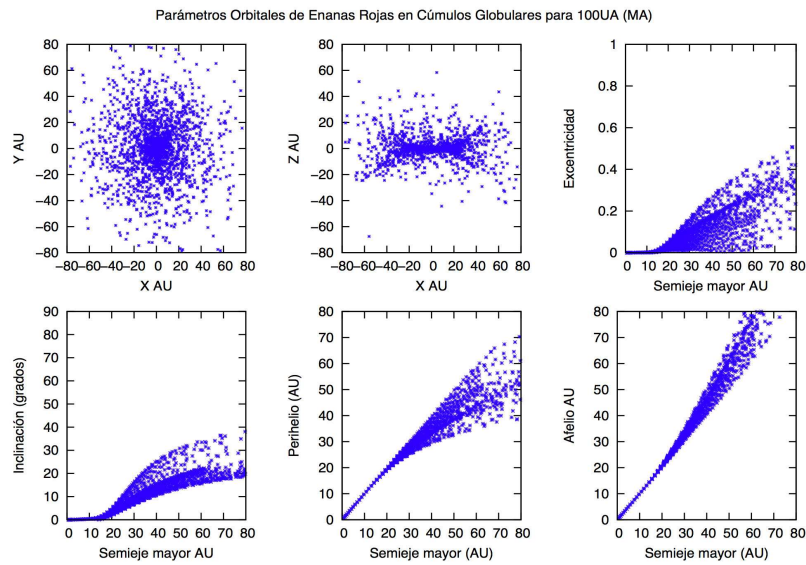 Parámetros Orbitales de Enanas Rojas en Cúmulos Globulares para 100UA (MA)
80
60
40
20
0
−20
−40
−60
−80
Y AU
−80−60−40−20 0 20 40 60 80
X AU
80
60
40
20
0
−20
−40
−60
−80
Z AU
−80−60−40−20 0 20 40 60 80
X AU
1
0.8
0.6
0.4
0.2
0
Excentricidad
0 10 20 30 40 50 60 70 80
Semieje mayor AU
90
80
70
60
50
40
30
20
10
0
Inclinación (grados)
0 10 20 30 40 50 60 70 80
Semieje mayor AU
80
70
60
50
40
30
20
10
0
Perihelio (AU)
0 10 20 30 40 50 60 70 80
Semieje mayor (AU)
80
70
60
50
40
30
20
10
0
Afelio AU
0 10 20 30 40 50 60 70 80
Semieje mayor (AU)